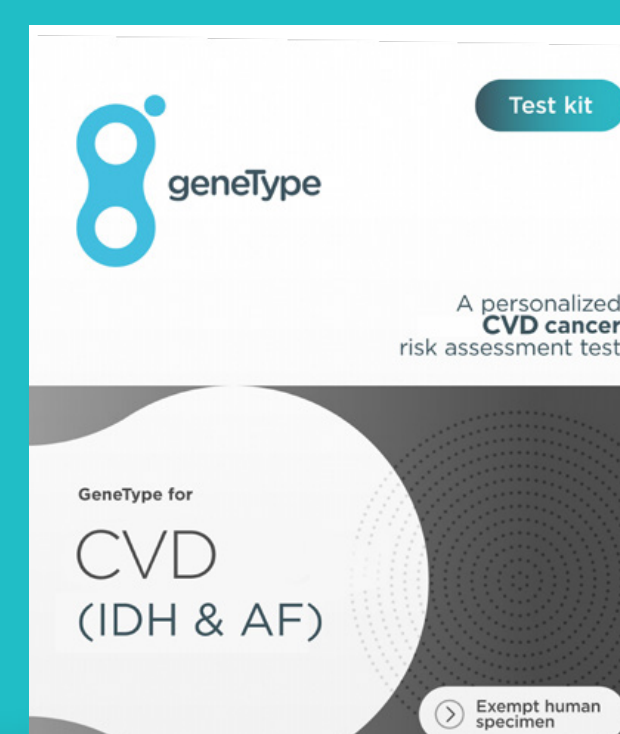 Test kit
geneType
A personalized
CVD cancer
risk assessment test
GeneType for
CVD
(IDH & AF)
Exempt human
specimen